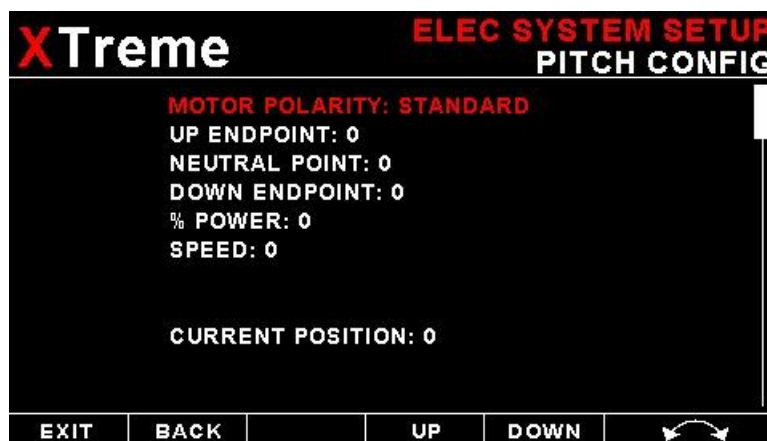 XTreme
ELEC SYSTEM SETUP
PITCH CONFIG
MOTOR POLARITY: STANDARD
UP ENDPOINT: 0
NEUTRAL POINT: 0
DOWN ENDPOINT: 0
% POWER: 0
SPEED: 0
CURRENT POSITION: 0
EXIT BACK UP DOWN